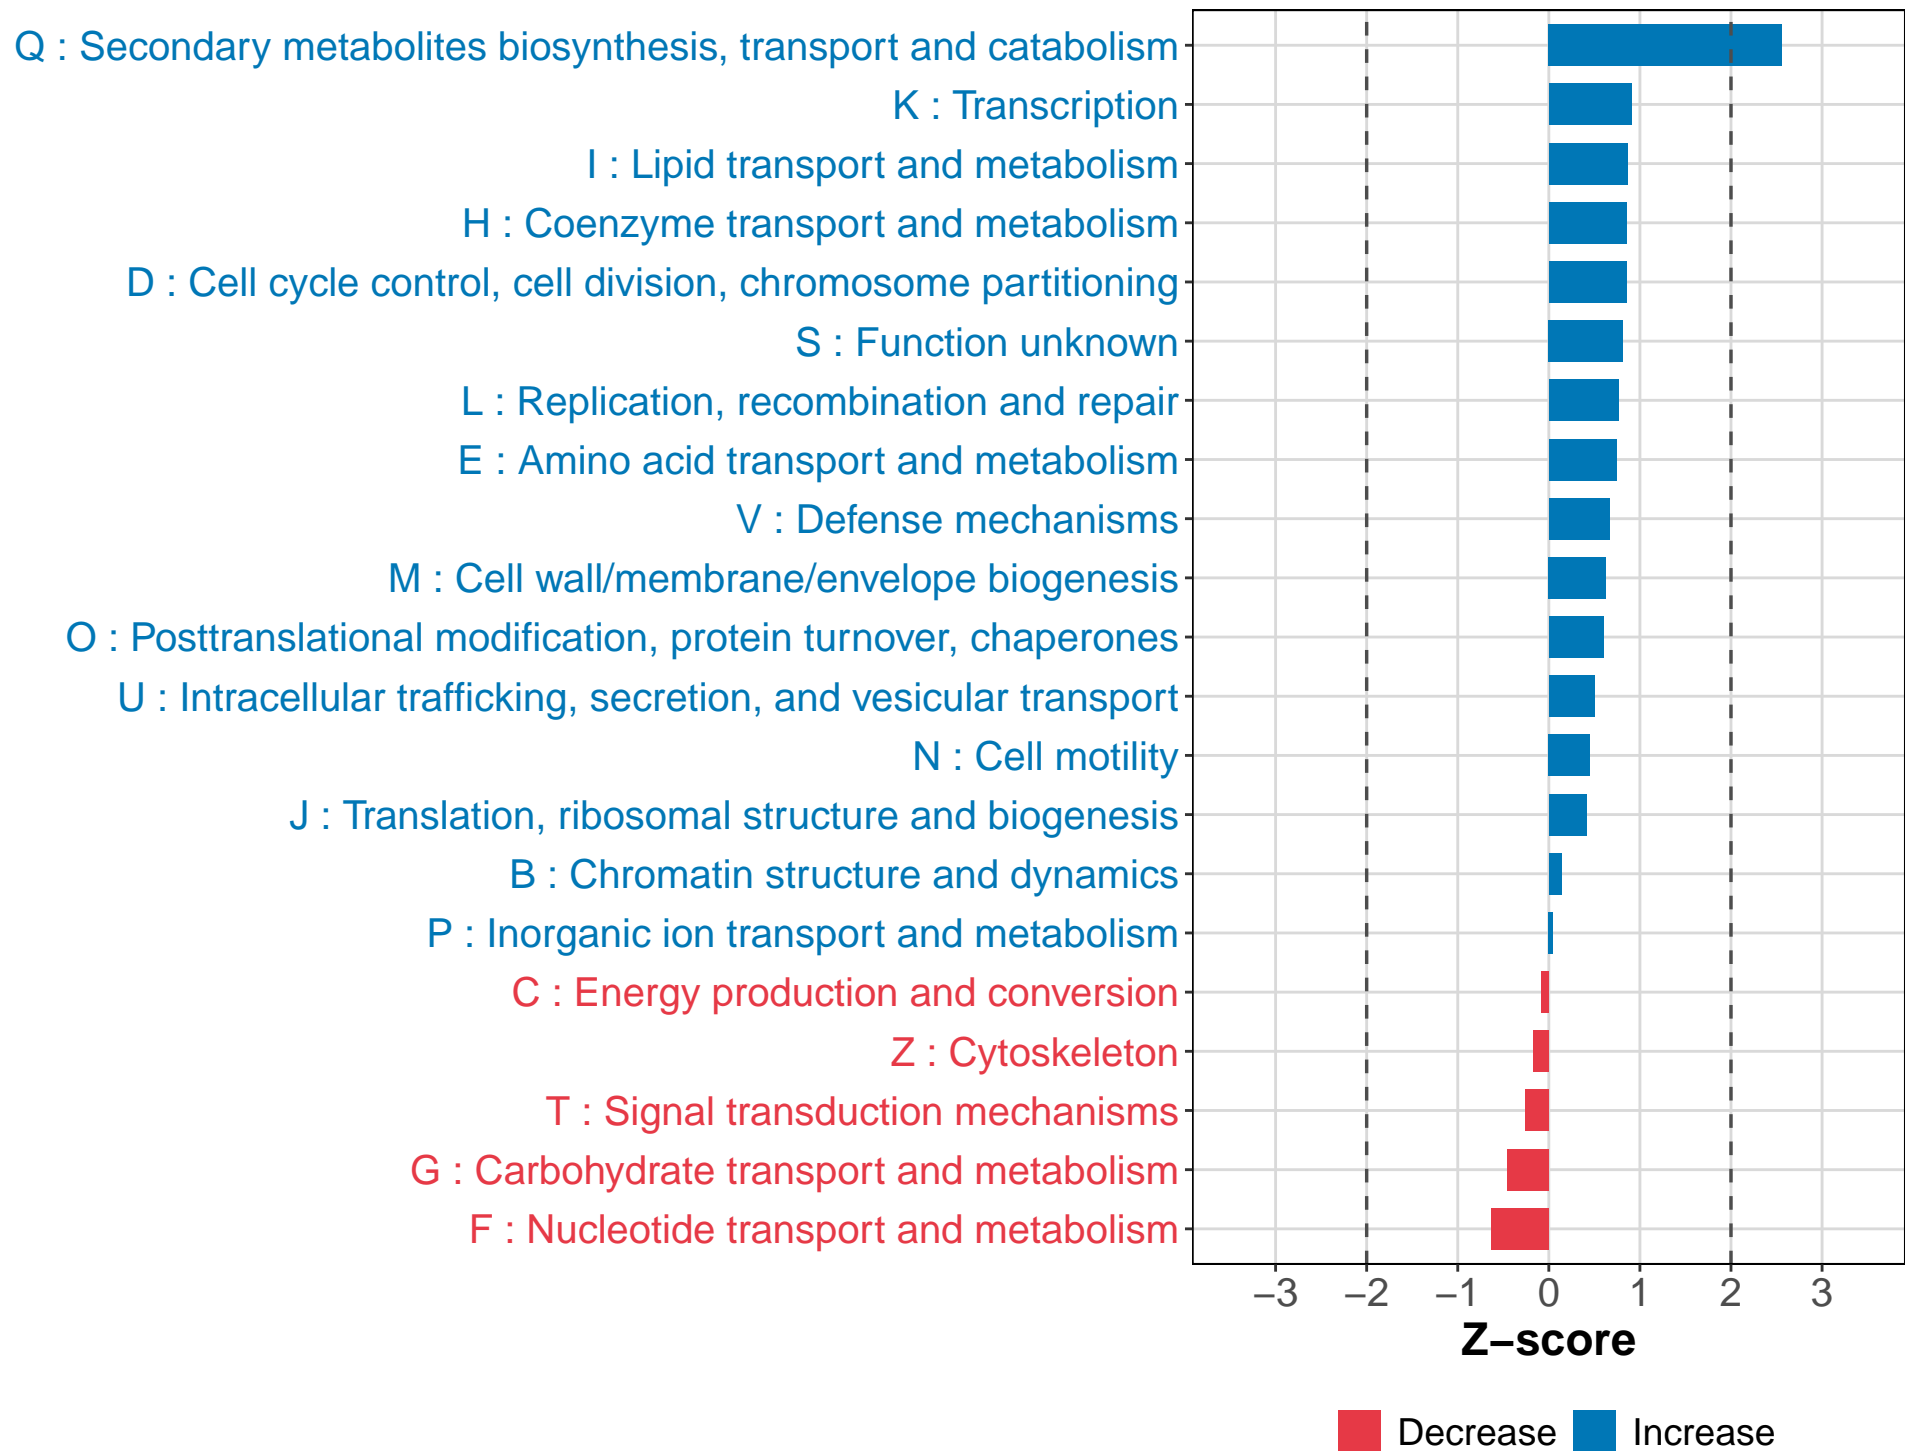 Q : Secondary metabolites biosynthesis, transport and catabolism
K : Transcription
I : Lipid transport and metabolism
H : Coenzyme transport and metabolism
D : Cell cycle control, cell division, chromosome partitioning
S : Function unknown
L : Replication, recombination and repair
E : Amino acid transport and metabolism
V : Defense mechanisms
M : Cell wall/membrane/envelope biogenesis
O : Posttranslational modification, protein turnover, chaperones
U : Intracellular trafficking, secretion, and vesicular transport
N : Cell motility
J : Translation, ribosomal structure and biogenesis
B : Chromatin structure and dynamics
P : Inorganic ion transport and metabolism
C : Energy production and conversion
Z : Cytoskeleton
T : Signal transduction mechanisms
G : Carbohydrate transport and metabolism
F : Nucleotide transport and metabolism
−3 −2 −1 0 1 2 3
Z−score
Decrease Increase